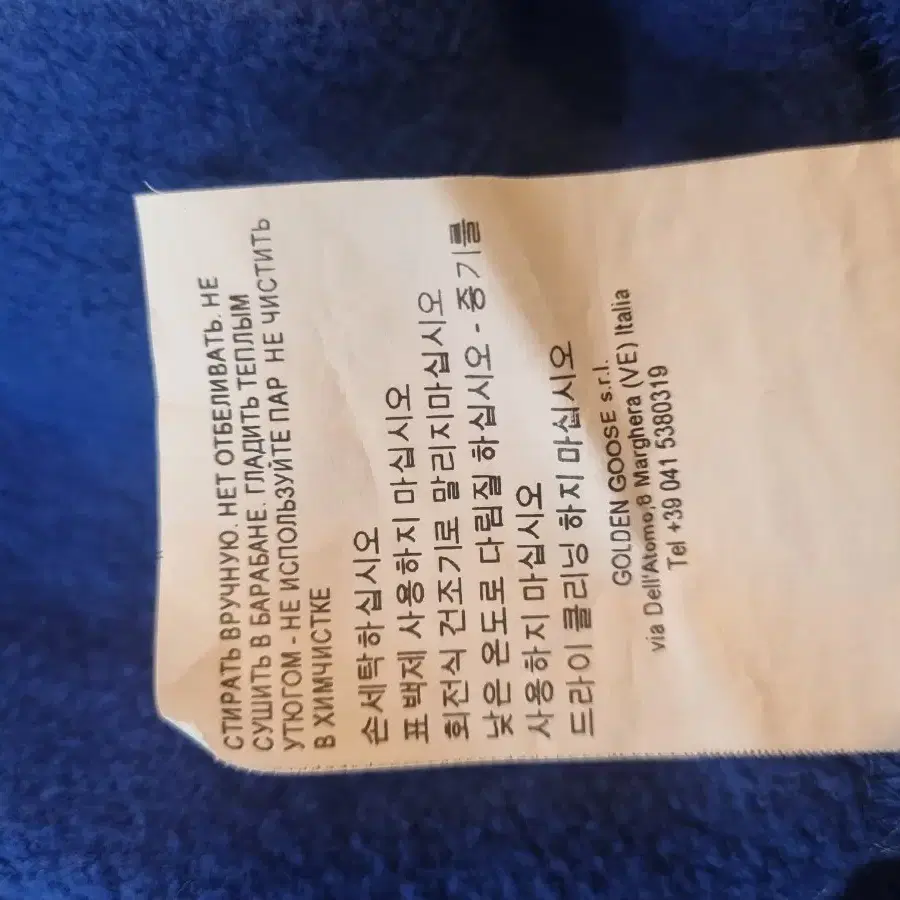 СТИРАТЬ ВРУЧНУЮ. НЕТ ОТБЕЛИВАТЬ. НЕ
СУШИТЬ В БАРАБАНЕ. ГЛАДИТЬ ТЕПЛЫМ
УТЮГОМ - НЕ ИСПОЛЬЗУЙТЕ ПАР НЕ ЧИСТИТЬ
В ХИМЧИСТКЕ
손세탁하십시오
표백제 사용하지 마십시오
회전식 건조기로 말리지마십시오
낮은 온도로 다림질 하십시오 - 증기를
사용하지 마십시오
드라이 클리닝 하지 마십시오
GOLDEN GOOSE s.r.l.
via Dell'Atomo,8 Marghera (VE) Italia
Tel +39 041 5380319